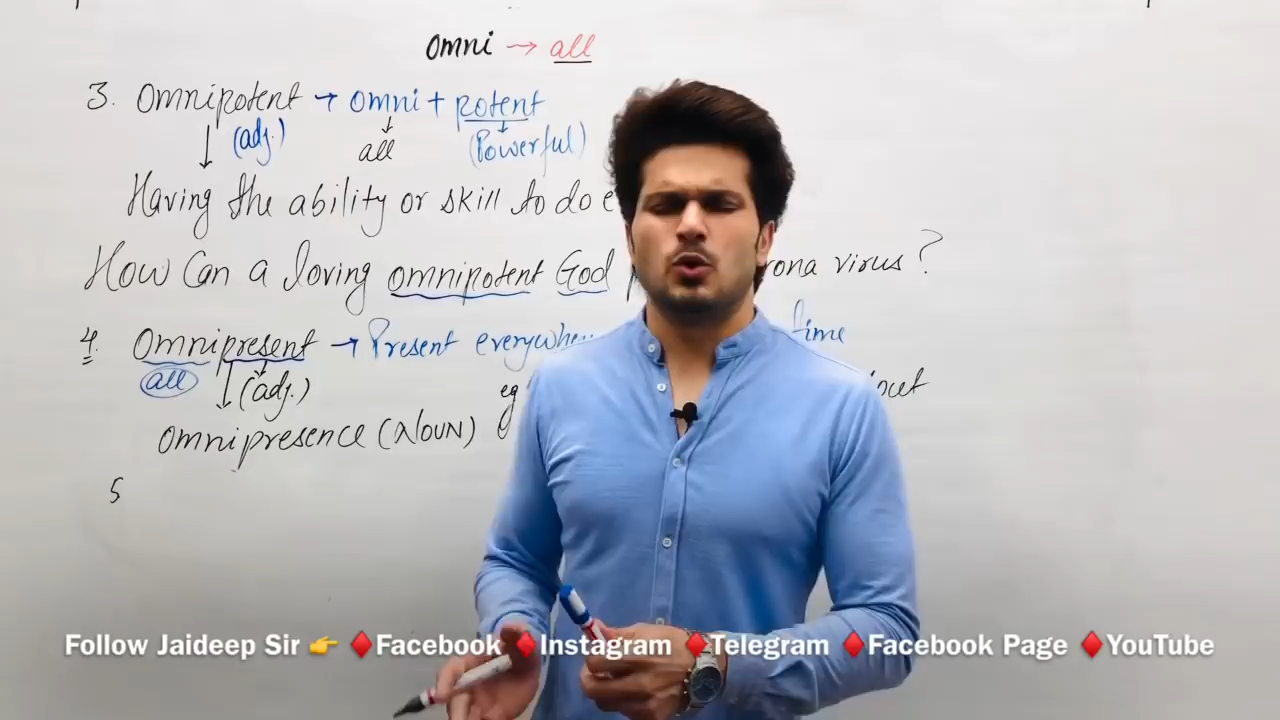 Omni → all
3. Omnipotent → Omni + potent
(adj.) all (Powerful)
Having the ability or skill to do e
How Can a loving omnipotent God rona virus?
4. Omnipresent → Present everywhe time
all (adj.) eg out
Omnipresence (NOUN)
5
Follow Jaideep Sir 👉 ♦Facebook ♦Instagram ♦Telegram ♦Facebook Page ♦YouTube